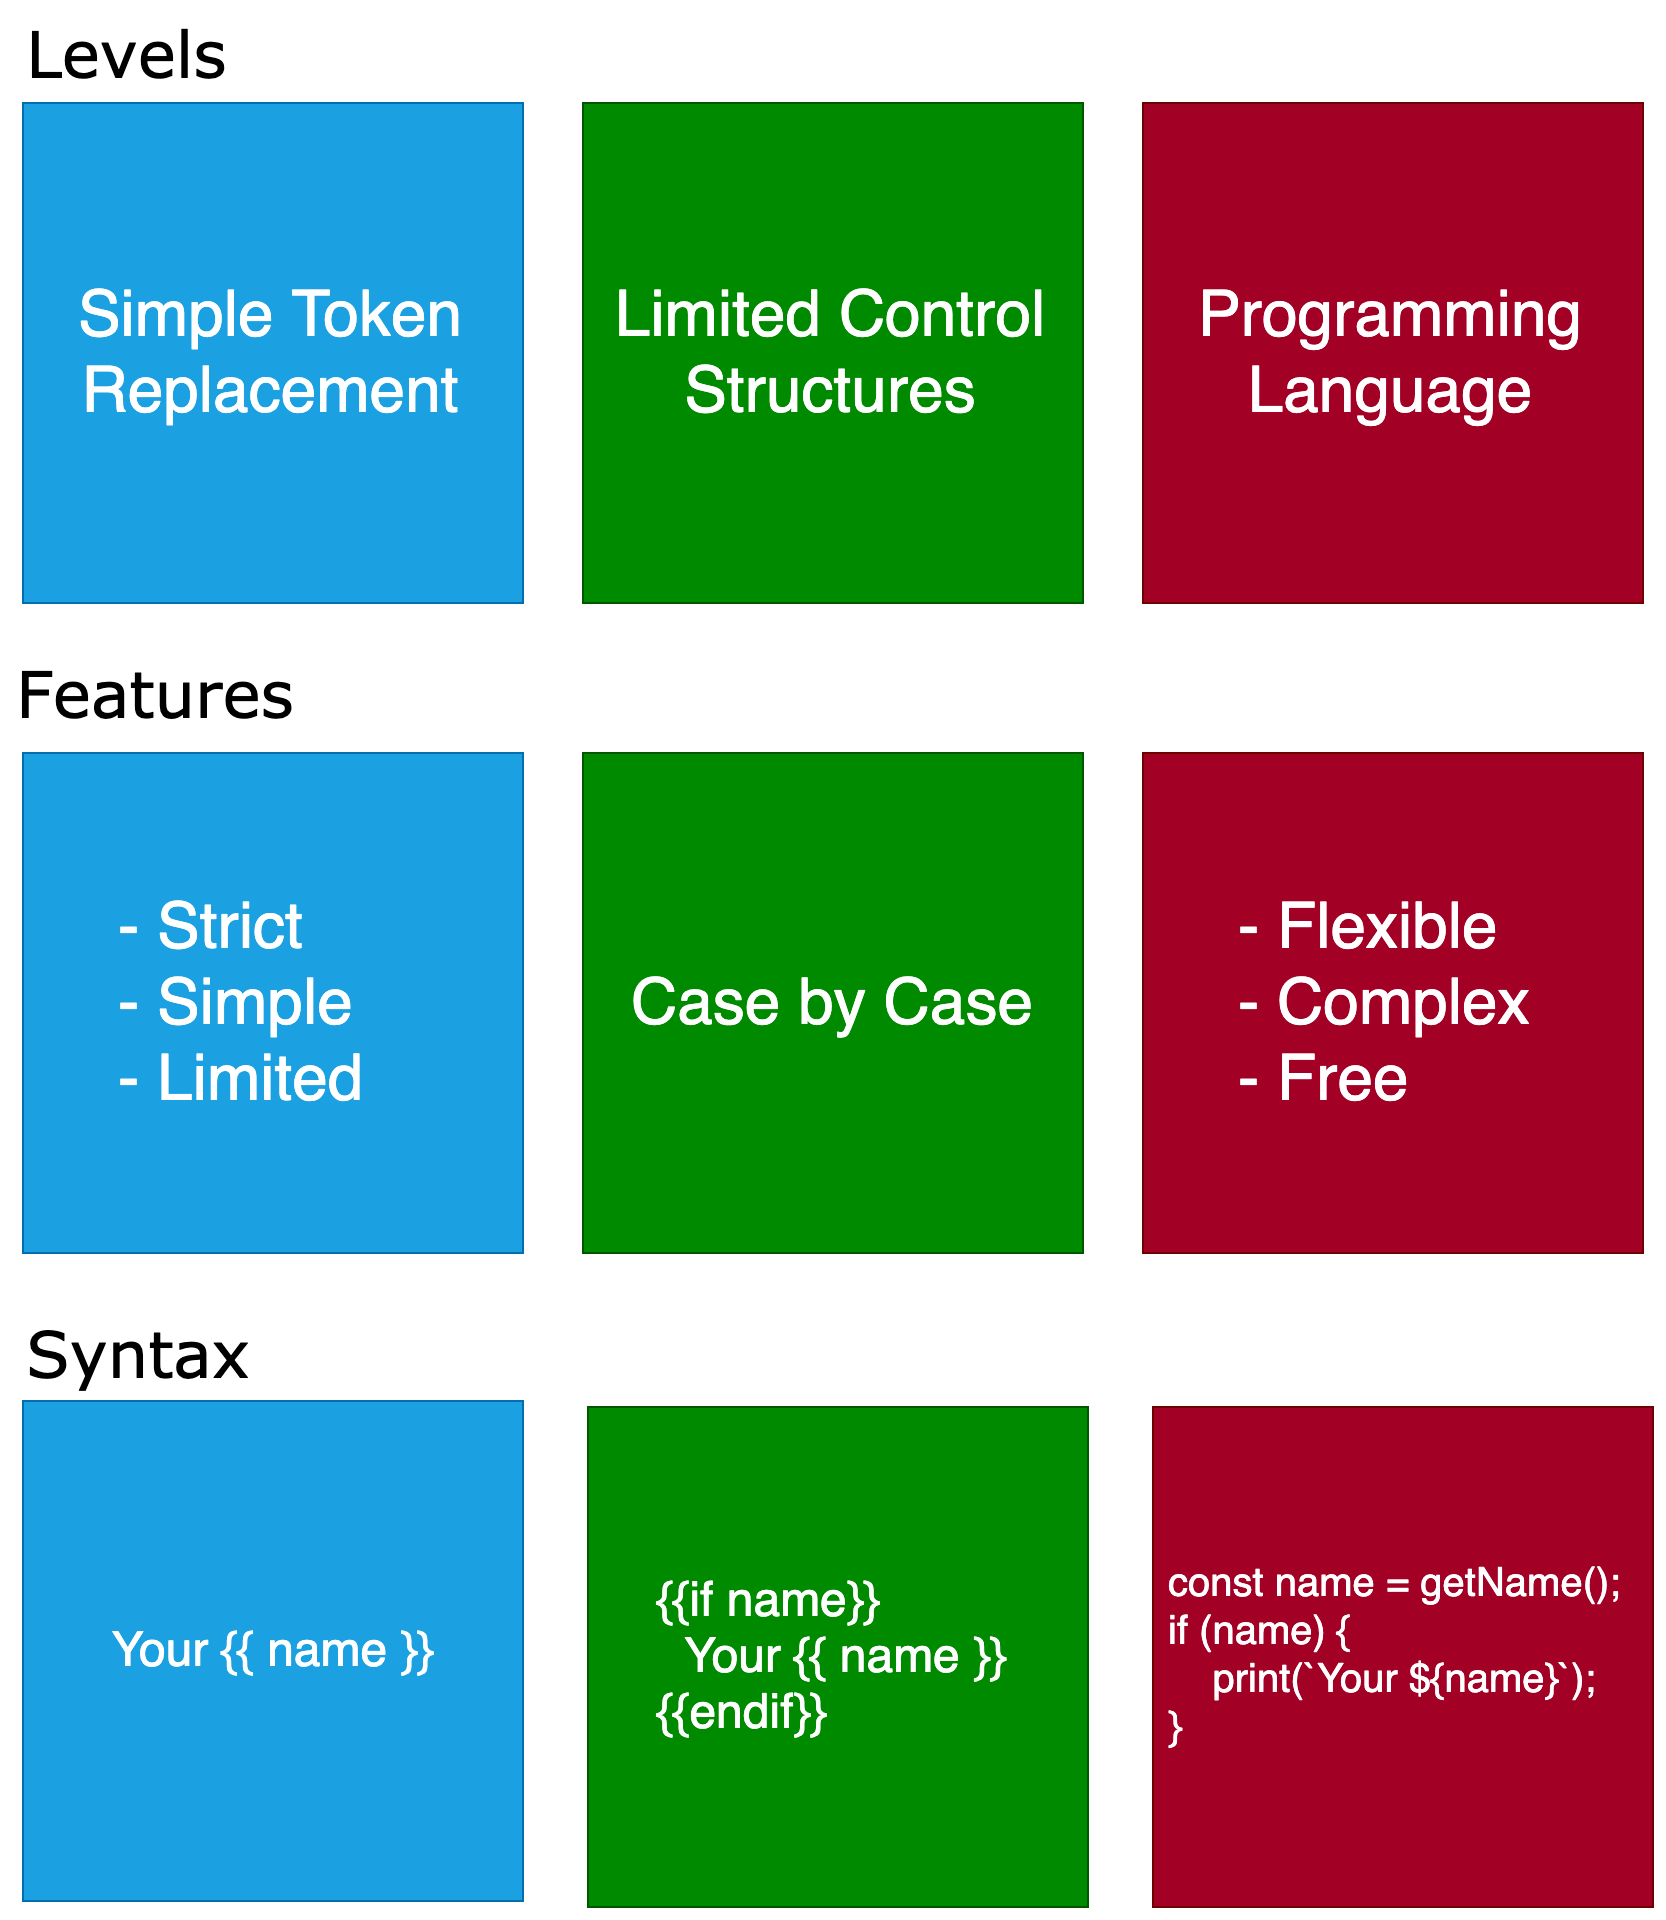 Levels
Simple Token
Replacement
Limited Control
Structures
Programming
Language
Features
- Strict
- Simple
- Limited
Case by Case
- Flexible
- Complex
- Free
Syntax
Your {{ name }}
{{if name}}
Your {{ name }}
{{endif}}
const name = getName();
if (name) {
print(`Your ${name}`);
}